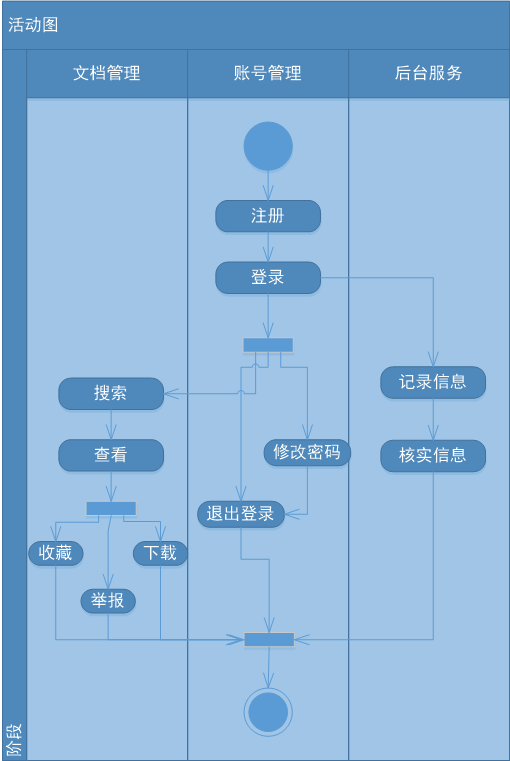 活动图
文档管理
账号管理
后台服务
注册
登录
搜索
记录信息
查看
修改密码
核实信息
退出登录
收藏
下载
举报
阶段